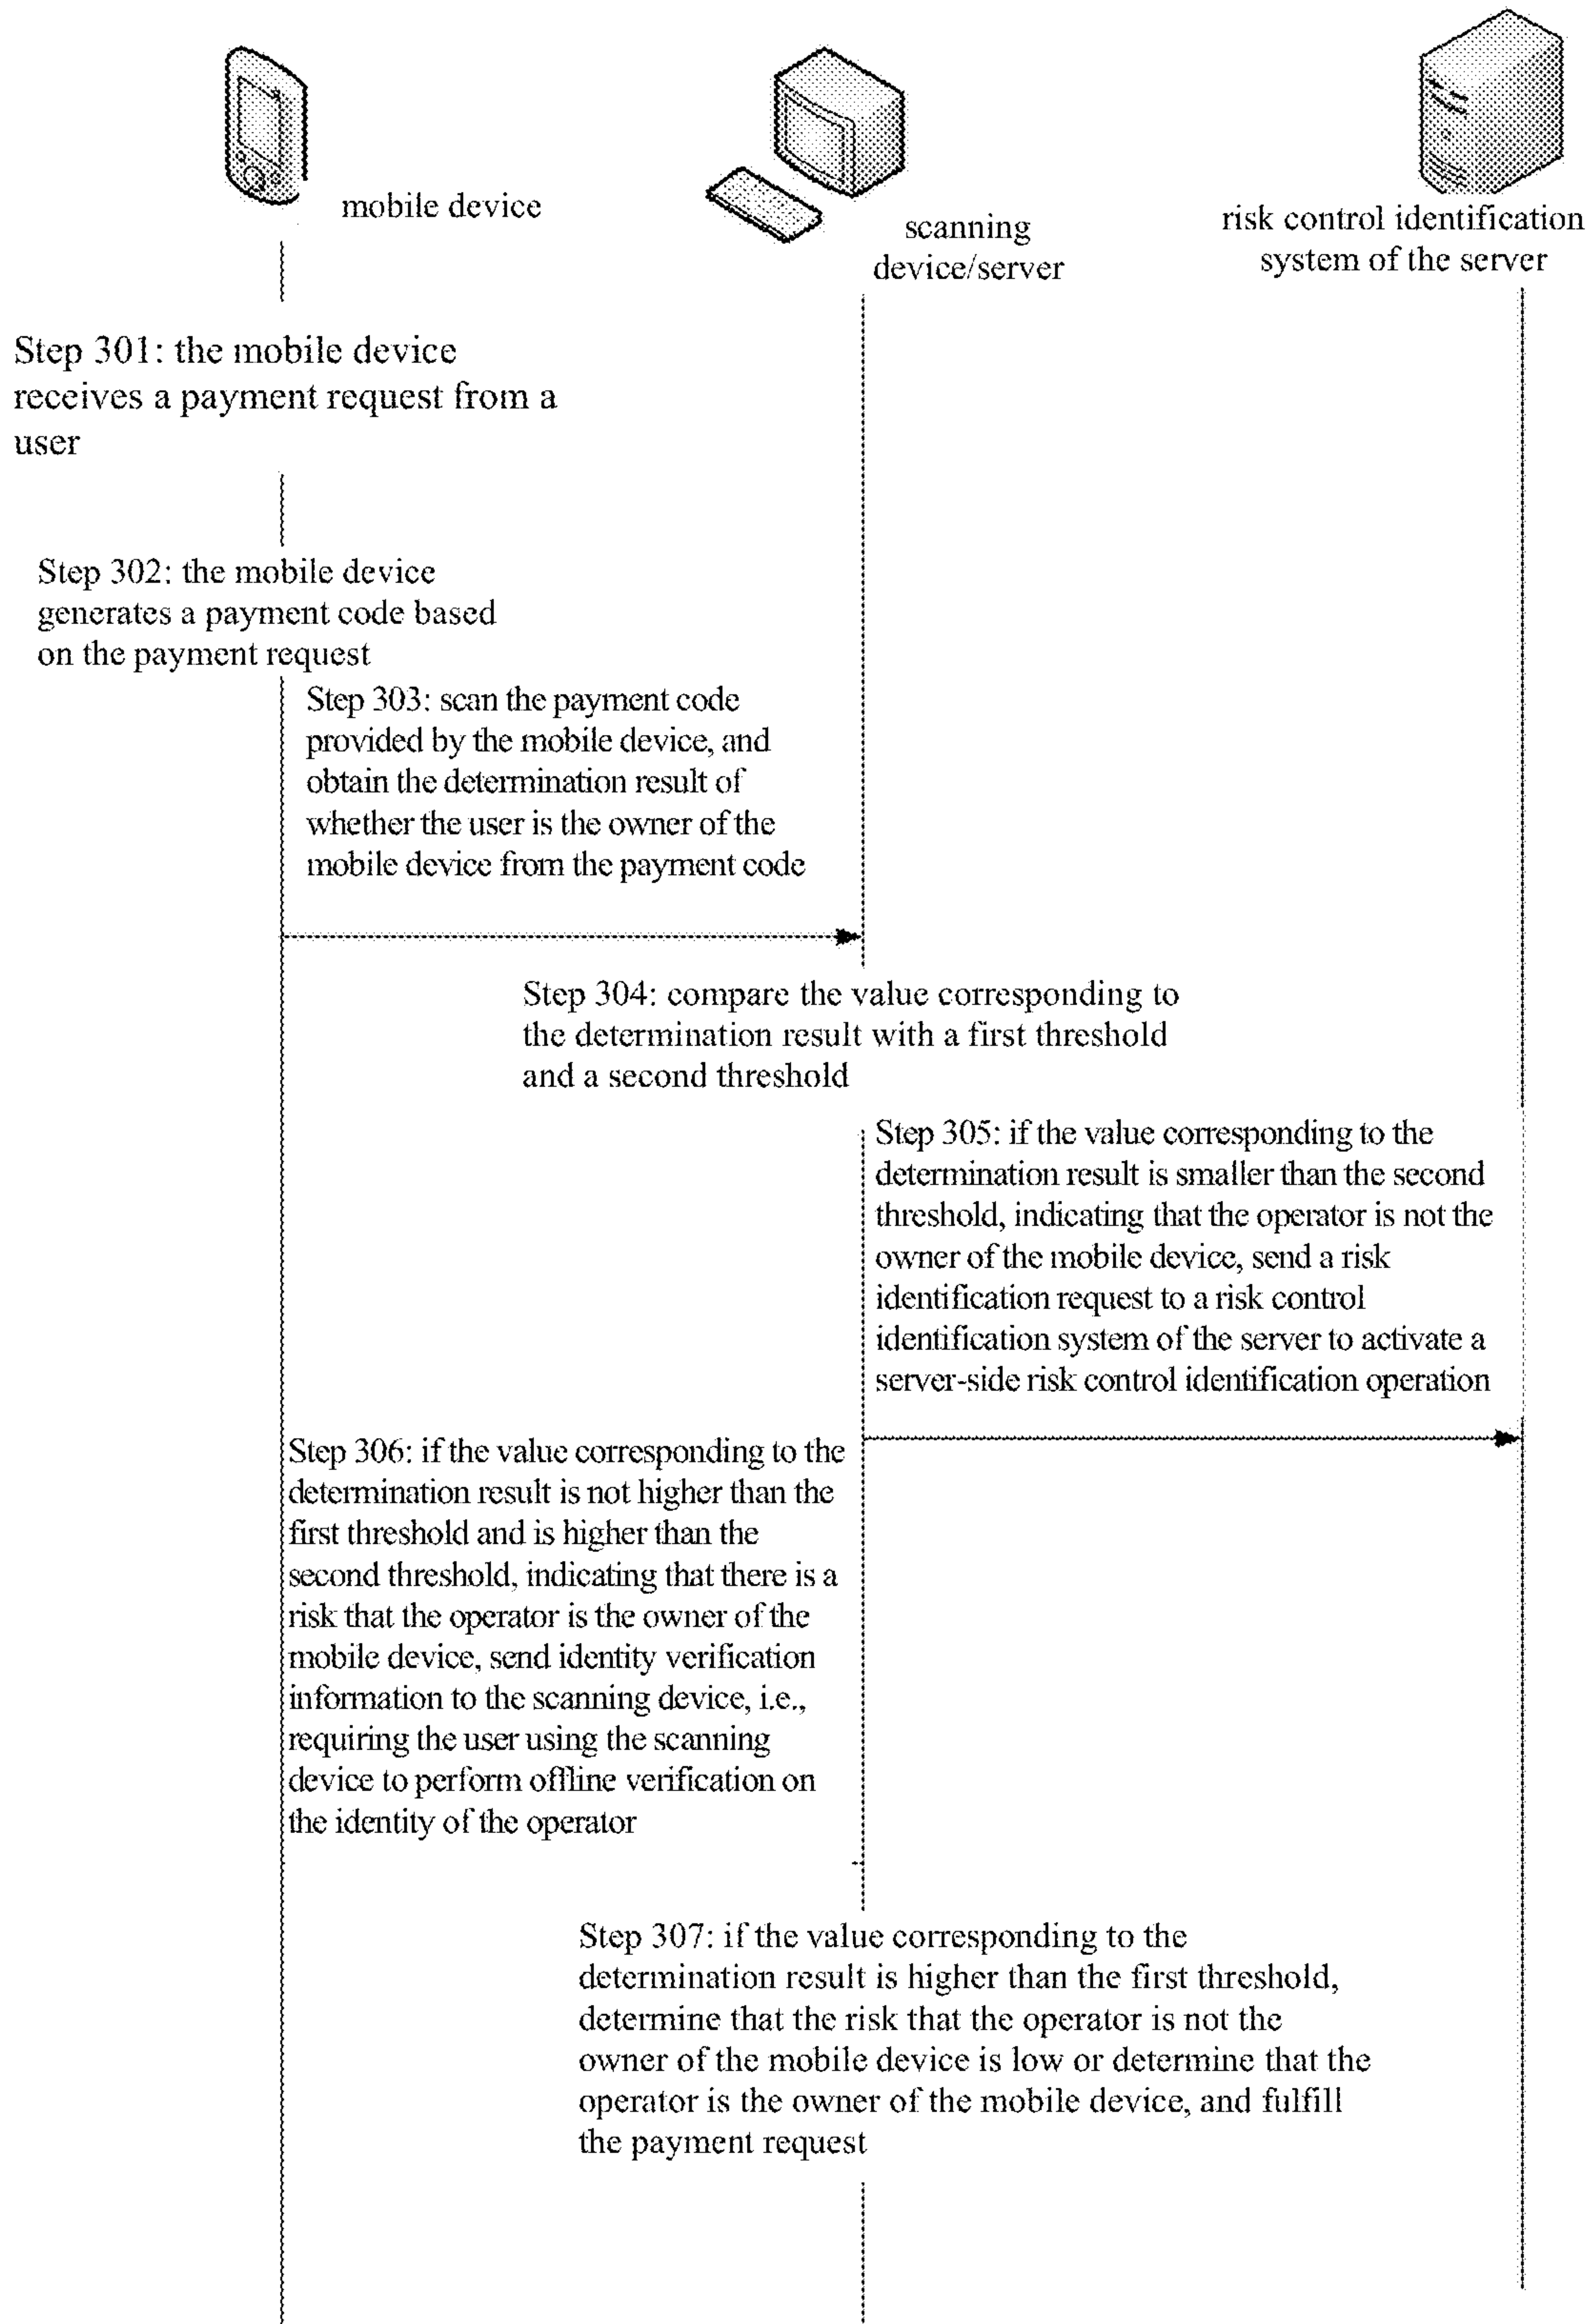 mobile device
scanning
device/server
risk control identification
system of the server
Step 301: the mobile device
receives a payment request from a
user
Step 302: the mobile device
generates a payment code based
on the payment request
Step 303: scan the payment code
provided by the mobile device, and
obtain the determination result of
whether the user is the owner of the
mobile device from the payment code
Step 304: compare the value corresponding to
the determination result with a first threshold
and a second threshold
Step 305: if the value corresponding to the
determination result is smaller than the second
threshold, indicating that the operator is not the
owner of the mobile device, send a risk
identification request to a risk control
identification system of the server to activate a
server-side risk control identification operation
Step 306: if the value corresponding to the
determination result is not higher than the
first threshold and is higher than the
second threshold, indicating that there is a
risk that the operator is the owner of the
mobile device, send identity verification
information to the scanning device, i.e.,
requiring the user using the scanning
device to perform offline verification on
the identity of the operator
Step 307: if the value corresponding to the
determination result is higher than the first threshold,
determine that the risk that the operator is not the
owner of the mobile device is low or determine that the
operator is the owner of the mobile device, and fulfill
the payment request